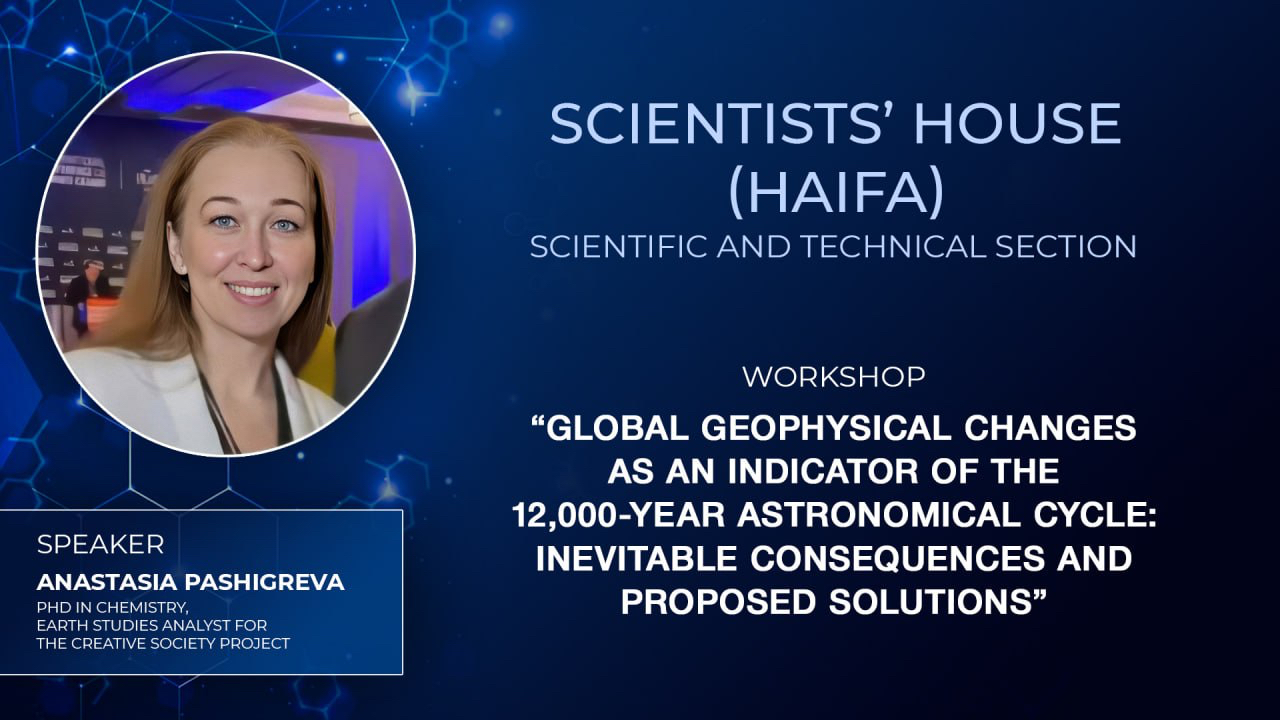 SCIENTISTS’ HOUSE
(HAIFA)
SCIENTIFIC AND TECHNICAL SECTION
WORKSHOP
“GLOBAL GEOPHYSICAL CHANGES
AS AN INDICATOR OF THE
12,000-YEAR ASTRONOMICAL CYCLE:
INEVITABLE CONSEQUENCES AND
PROPOSED SOLUTIONS”
SPEAKER
ANASTASIA PASHIGREVA
PHD IN CHEMISTRY,
EARTH STUDIES ANALYST FOR
THE CREATIVE SOCIETY PROJECT